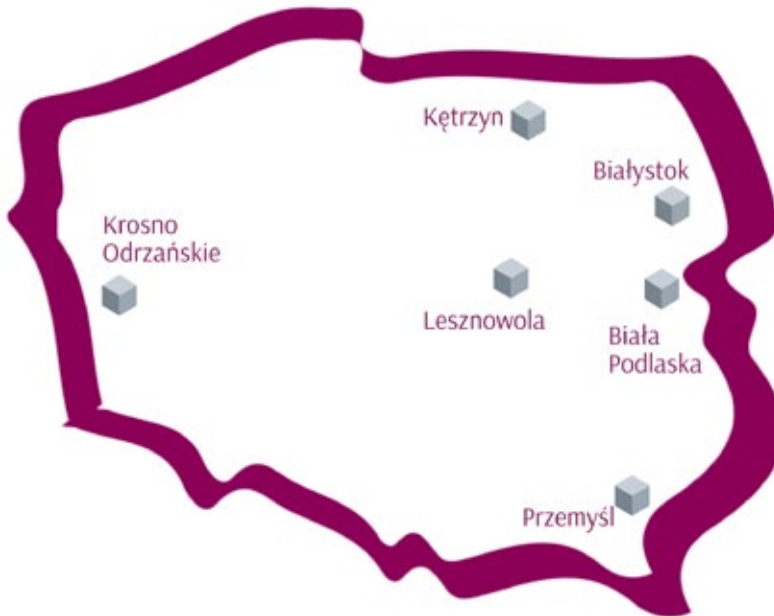 Kętrzyn
Białystok
Krosno
Odrzańskie
Lesznowola
Biała
Podlaska
Przemyśl